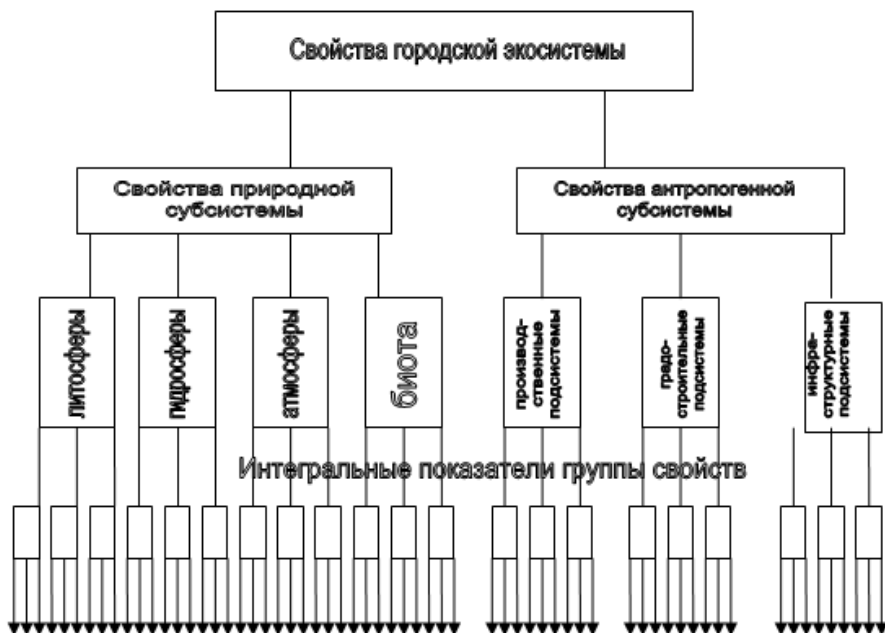 Свойства городской экосистемы
Свойства природной
субсистемы
Свойства антропогенной
субсистемы
литосферы
гидросферы
атмосферы
биота
производ-
ственные
подсистемы
градо-
строительные
подсистемы
инфра-
структурные
подсистемы
Интегральные показатели группы свойств